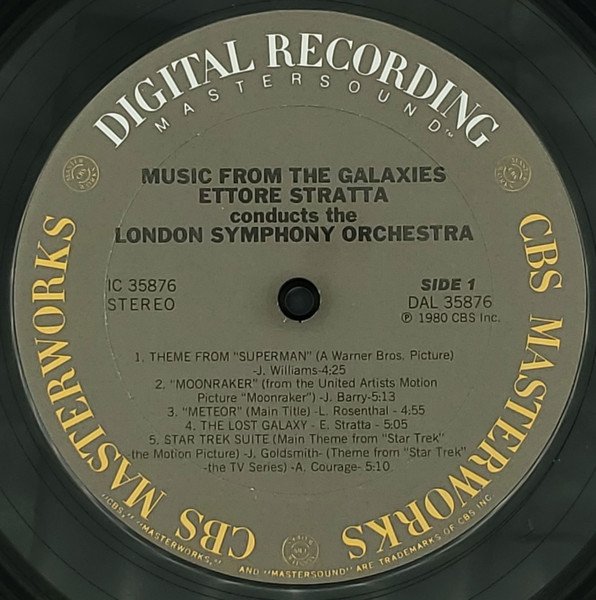 DIGITAL RECORDING
MASTERSOUND™
MUSIC FROM THE GALAXIES
ETTORE STRATTA
conducts the
LONDON SYMPHONY ORCHESTRA
IC 35876
STEREO
SIDE 1
DAL 35876
℗ 1980 CBS Inc.
1. THEME FROM "SUPERMAN" (A Warner Bros. Picture)
-J. Williams-4:25
2. "MOONRAKER" (from the United Artists Motion
Picture "Moonraker") -J. Barry-5:13
3. "METEOR" (Main Title) -L. Rosenthal - 4:55
4. THE LOST GALAXY - E. Stratta - 5:05
5. STAR TREK SUITE (Main Theme from "Star Trek"
-the Motion Picture) -J. Goldsmith- (Theme from "Star Trek"
-the TV Series) -A. Courage- 5:10
CBS MASTERWORKS
CBS MASTERWORKS
"CBS," "MASTERWORKS," AND "MASTERSOUND" ARE TRADEMARKS OF CBS INC.